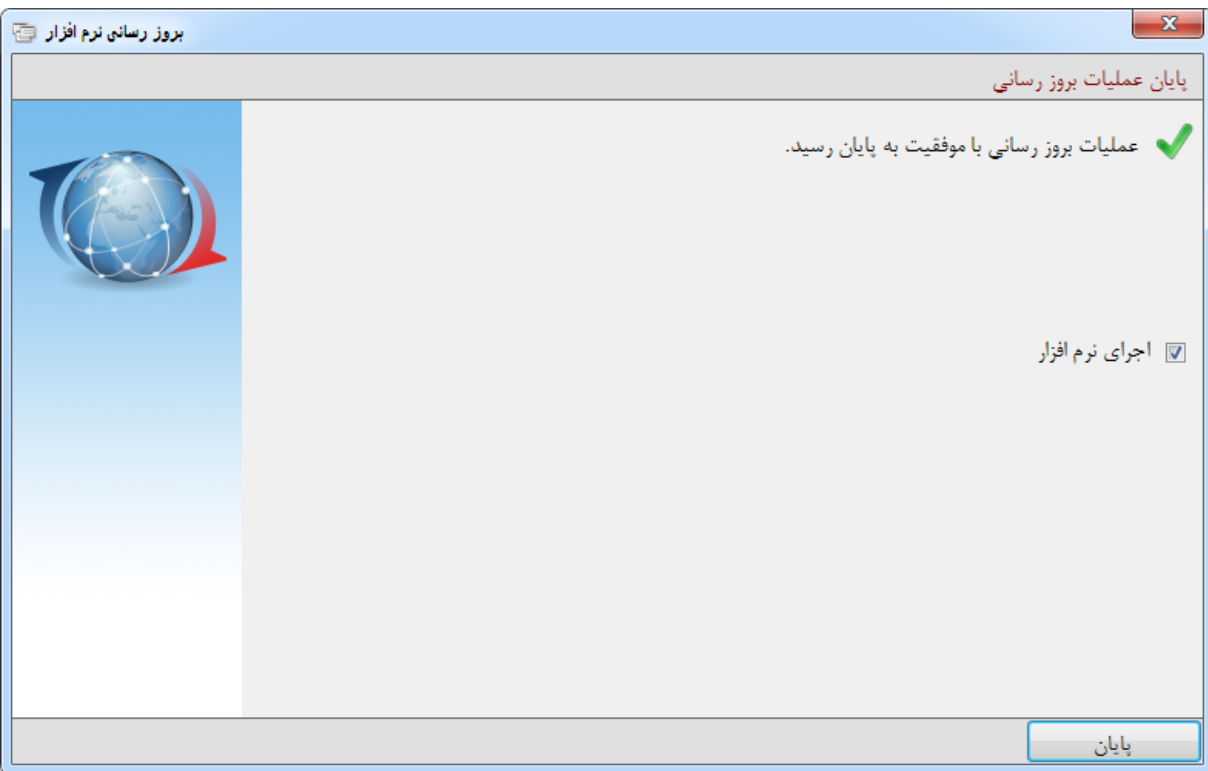 بروز رسانی نرم افزار
پایان عملیات بروز رسانی
عملیات بروز رسانی با موفقیت به پایان رسید.
اجرای نرم افزار
پایان